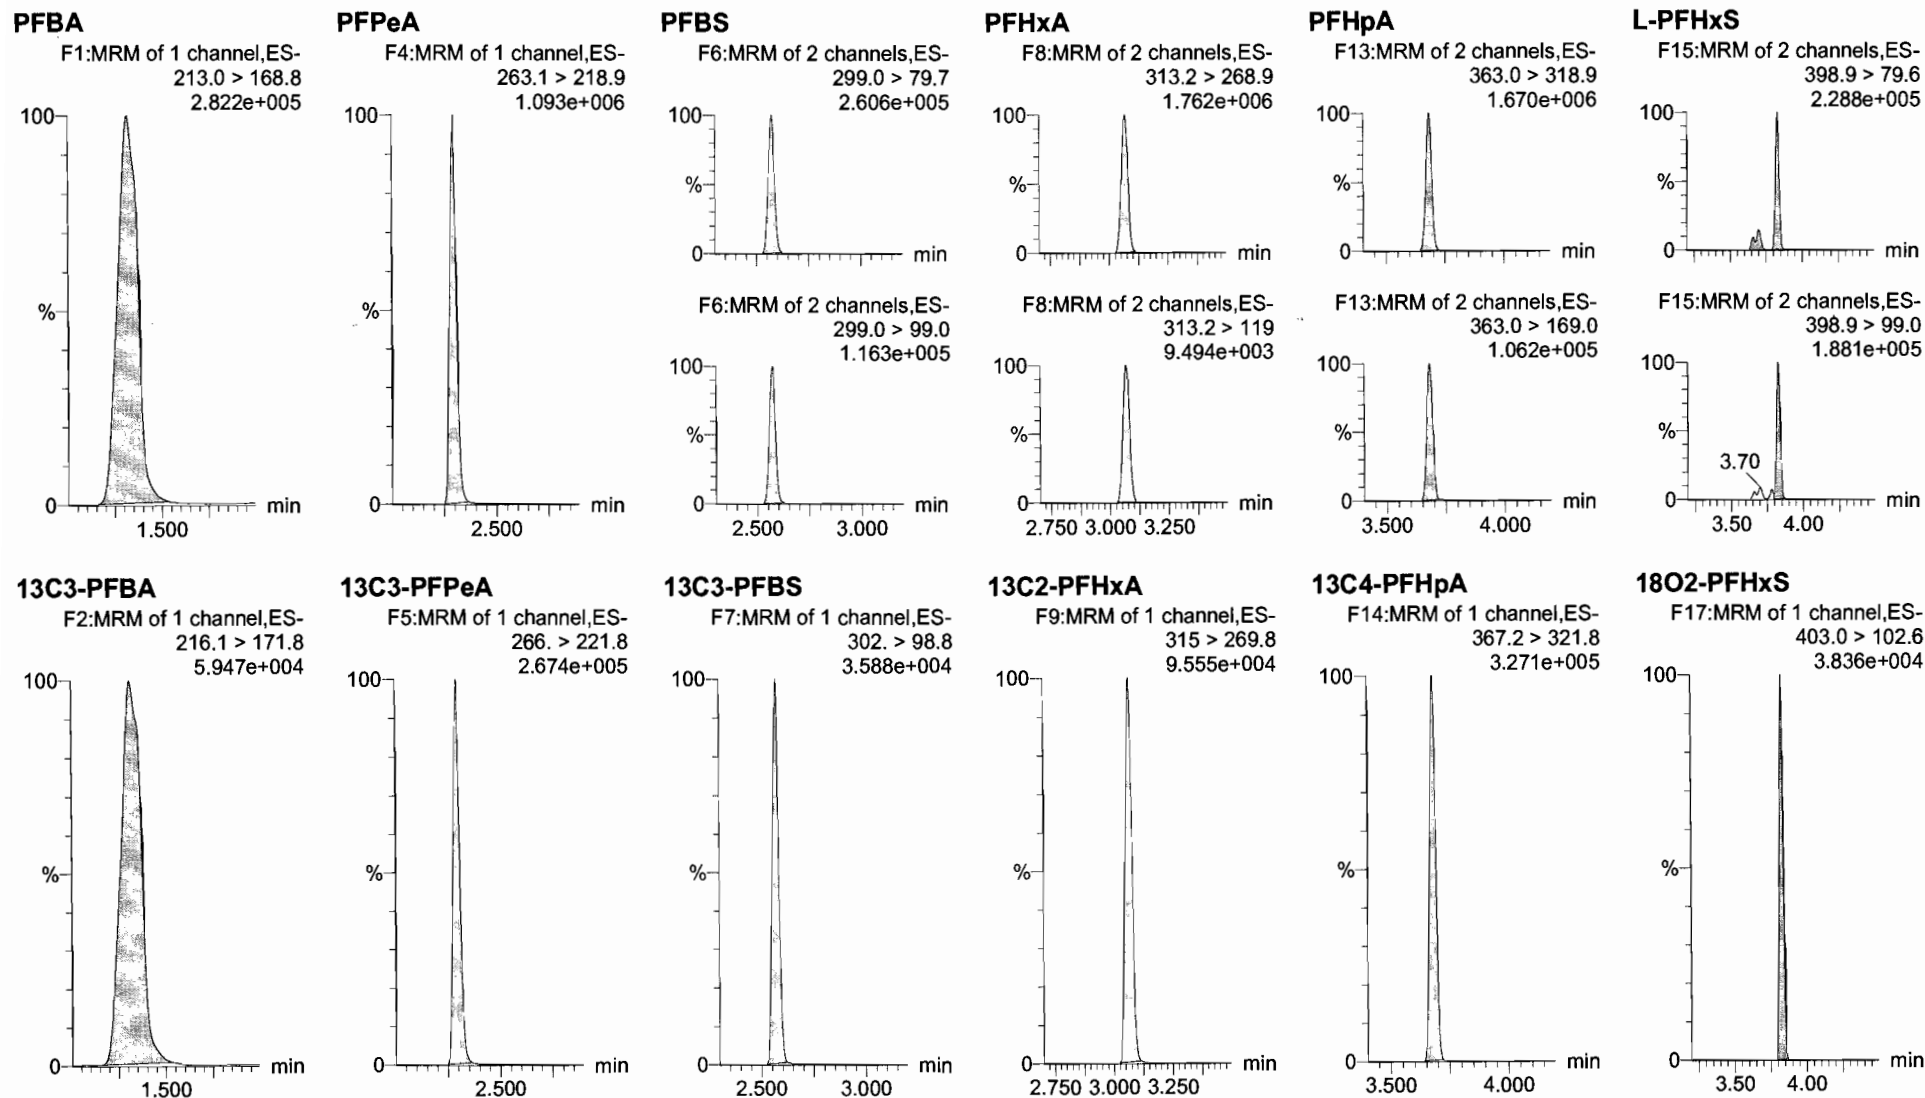 PFBA
F1:MRM of 1 channel,ES-
213.0 > 168.8
2.822e+005
100
%
0
min
1.500
PFPeA
F4:MRM of 1 channel,ES-
263.1 > 218.9
1.093e+006
100
%
0
min
2.500
PFBS
F6:MRM of 2 channels,ES-
299.0 > 79.7
2.606e+005
100
%
0
min
F6:MRM of 2 channels,ES-
299.0 > 99.0
1.163e+005
100
%
0
min
2.500 3.000
PFHxA
F8:MRM of 2 channels,ES-
313.2 > 268.9
1.762e+006
100
%
0
min
F8:MRM of 2 channels,ES-
313.2 > 119
9.494e+003
100
%
0
min
2.750 3.000 3.250
PFHpA
F13:MRM of 2 channels,ES-
363.0 > 318.9
1.670e+006
100
%
0
min
F13:MRM of 2 channels,ES-
363.0 > 169.0
1.062e+005
100
%
0
min
3.500 4.000
L-PFHxS
F15:MRM of 2 channels,ES-
398.9 > 79.6
2.288e+005
100
%
0
min
F15:MRM of 2 channels,ES-
398.9 > 99.0
1.881e+005
100
%
3.70
0
min
3.50 4.00
13C3-PFBA
F2:MRM of 1 channel,ES-
216.1 > 171.8
5.947e+004
100
%
0
min
1.500
13C3-PFPeA
F5:MRM of 1 channel,ES-
266. > 221.8
2.674e+005
100
%
0
min
2.500
13C3-PFBS
F7:MRM of 1 channel,ES-
302. > 98.8
3.588e+004
100
%
0
min
2.500 3.000
13C2-PFHxA
F9:MRM of 1 channel,ES-
315 > 269.8
9.555e+004
100
%
0
min
2.750 3.000 3.250
13C4-PFHpA
F14:MRM of 1 channel,ES-
367.2 > 321.8
3.271e+005
100
%
0
min
3.500 4.000
18O2-PFHxS
F17:MRM of 1 channel,ES-
403.0 > 102.6
3.836e+004
100
%
0
min
3.50 4.00